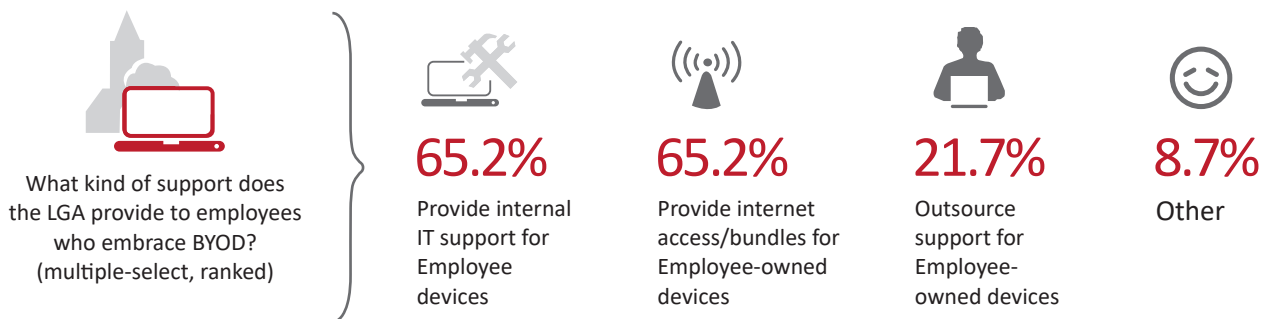 What kind of support does
the LGA provide to employees
who embrace BYOD?
(multiple-select, ranked)
65.2%
Provide internal
IT support for
Employee
devices
65.2%
Provide internet
access/bundles for
Employee-owned
devices
21.7%
Outsource
support for
Employee-
owned devices
8.7%
Other